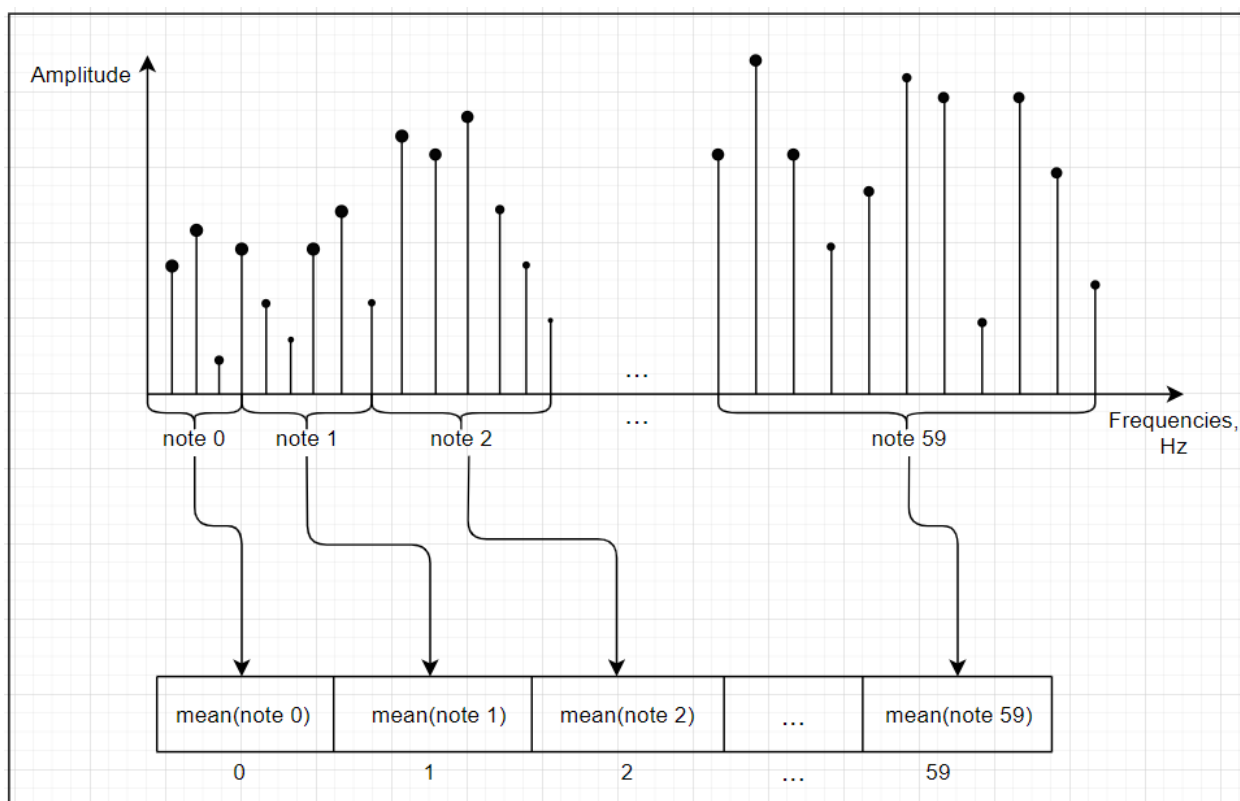 Amplitude
...
...
Frequencies,
Hz
note 0
note 1
note 2
note 59
mean(note 0)
mean(note 1)
mean(note 2)
...
mean(note 59)
0
1
2
...
59